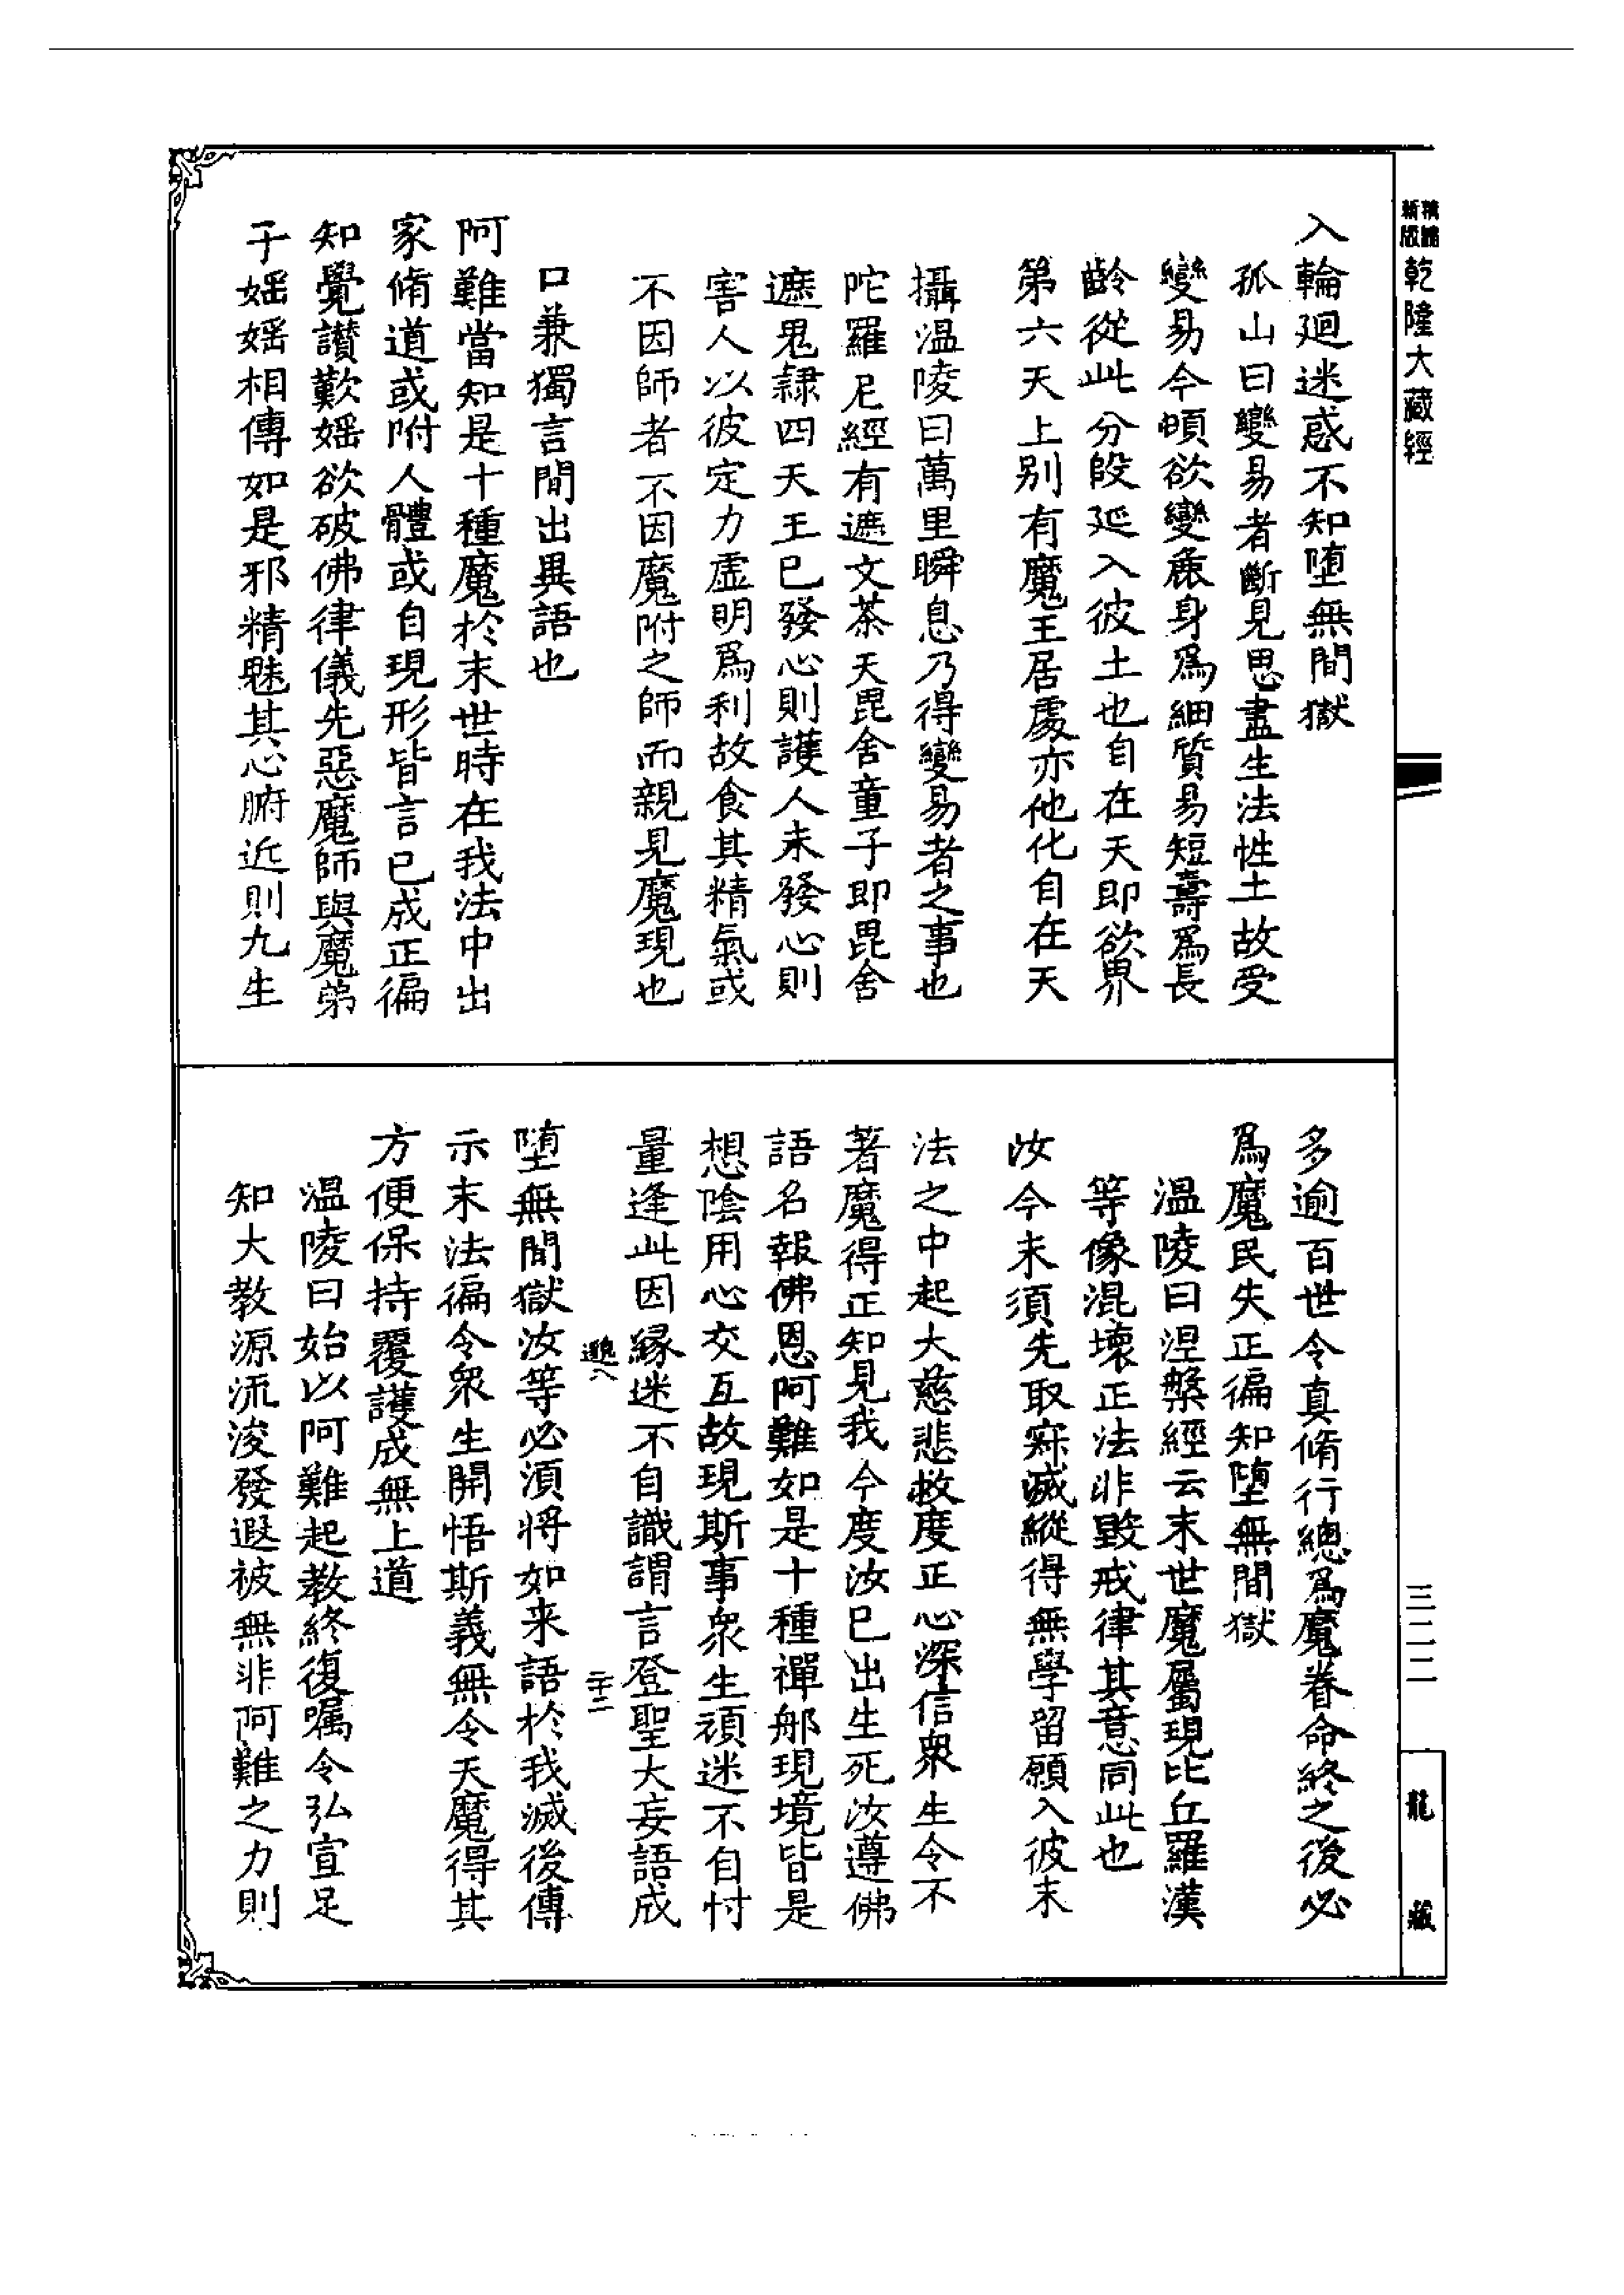 精編
新版
乾隆大藏經
入輪廻迷惑不知墮無間獄
孤山曰變易者斷見思盡生法性土故受
變易今頓欲變麁身為細質易短壽為長
齡從此分段延入彼土也自在天即欲界
第六天上別有魔王居處亦他化自在天
攝温陵曰萬里瞬息乃得變易者之事也
陀羅尼經有遮文茶天毘舍童子即毘舍
遮鬼隷四天王已發心則護人未發心則
害人以彼定力虛明爲利故食其精氣或
不因師者不因魔附之師而親見魔現也
口兼獨言間出異語也
阿難當知是十種魔於末世時在我法中出
家脩道或附人體或自現形皆言已成正徧
知覺讃歎婬欲破佛律儀先惡魔師與魔弟
子婬婬相傳如是邪精魅其心腑近則九生
多逾百世令真脩行總爲魔眷命終之後必
爲魔民失正徧知墮無間獄
温陵曰涅槃經云末世魔屬現比丘羅漢
等像混壞正法非毀戒律其意同此也
汝今未須先取寂滅縱得無學留願入彼末
法之中起大慈悲救度正心深信衆生令不
著魔得正知見我今度汝已出生死汝遵佛
語名報佛恩阿難如是十種禪那現境皆是
想陰用心交互故現斯事衆生頑迷不自忖
量逢此因縁迷不自識謂言登聖大妄語成
墮無間獄汝等必須將如来語於我滅後傳
示末法徧令衆生開悟斯義無令天魔得其
方便保持覆護成無上道
温陵曰始以阿難起教終復囑令弘宣足
知大教源流浚發遐被無非阿難之力則
三二二
龍藏